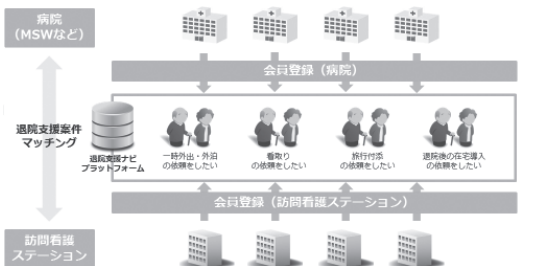 病院
（MSWなど）
会員登録（病院）
退院支援案件
マッチング
退院支援ナビ
プラットフォーム
一時外出・外泊
の依頼をしたい
看取り
の依頼をしたい
旅行付添
の依頼をしたい
退院後の在宅導入
の依頼をしたい
会員登録（訪問看護ステーション）
訪問看護
ステーション